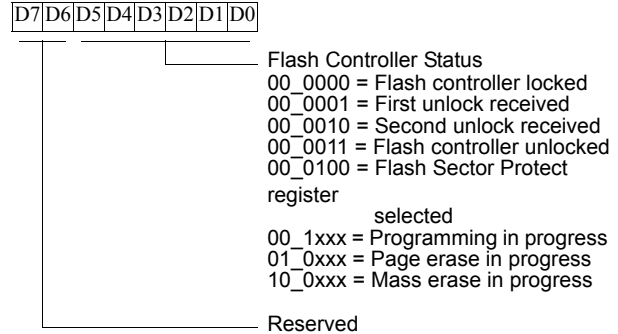 D7 D6 D5 D4 D3 D2 D1 D0
Flash Controller Status
00_0000 = Flash controller locked
00_0001 = First unlock received
00_0010 = Second unlock received
00_0011 = Flash controller unlocked
00_0100 = Flash Sector Protect
register
selected
00_1xxx = Programming in progress
01_0xxx = Page erase in progress
10_0xxx = Mass erase in progress
Reserved